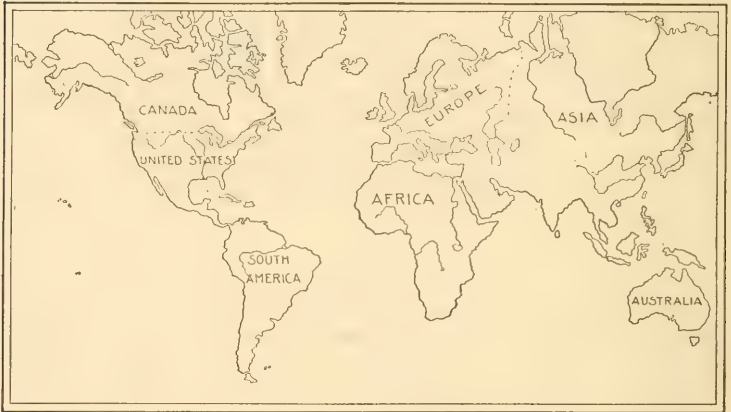 CANADA
UNITED STATES
SOUTH
AMERICA
EUROPE
AFRICA
ASIA
AUSTRALIA